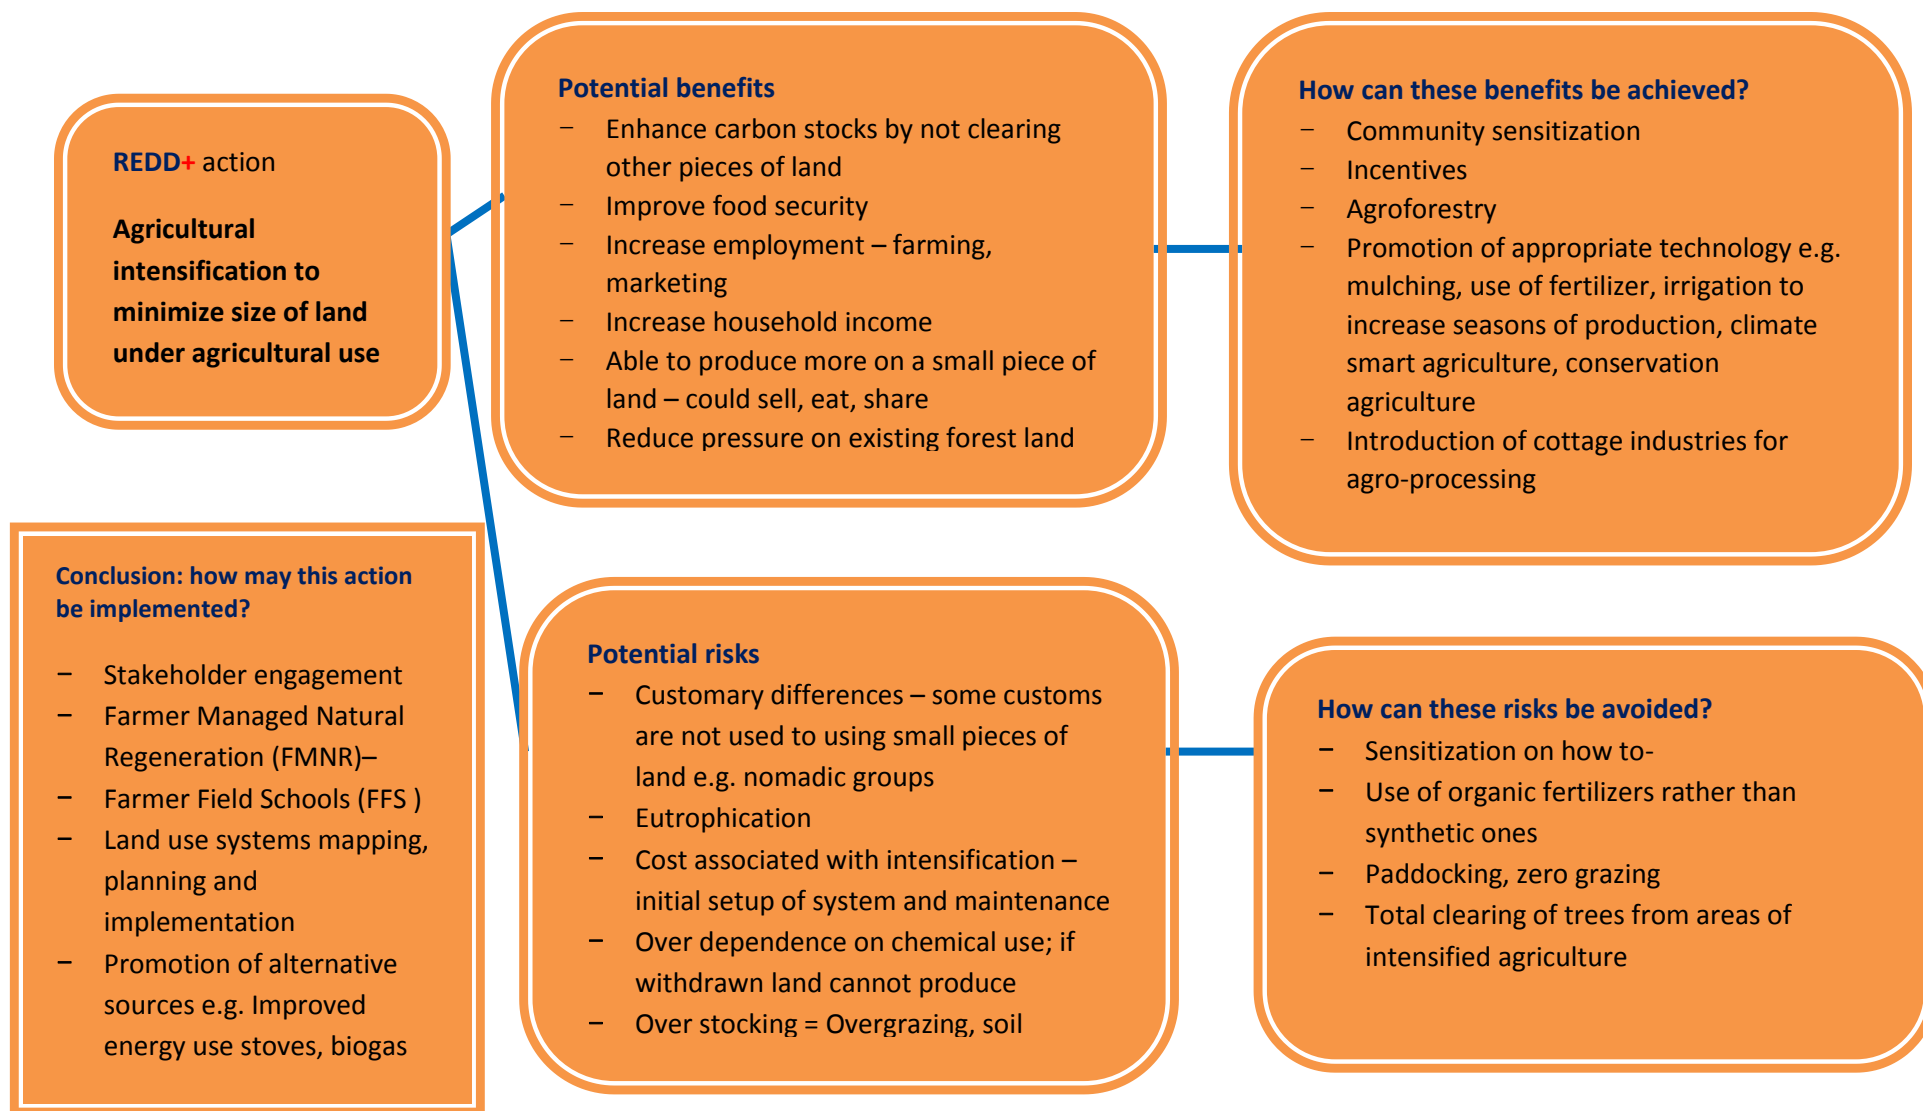 REDD+ action
Agricultural
intensification to
minimize size of land
under agricultural use
Potential benefits
– Enhance carbon stocks by not clearing
other pieces of land
– Improve food security
– Increase employment – farming,
marketing
– Increase household income
– Able to produce more on a small piece of
land – could sell, eat, share
– Reduce pressure on existing forest land
How can these benefits be achieved?
– Community sensitization
– Incentives
– Agroforestry
– Promotion of appropriate technology e.g.
mulching, use of fertilizer, irrigation to
increase seasons of production, climate
smart agriculture, conservation
agriculture
– Introduction of cottage industries for
agro-processing
Conclusion: how may this action
be implemented?
– Stakeholder engagement
– Farmer Managed Natural
Regeneration (FMNR)–
– Farmer Field Schools (FFS )
– Land use systems mapping,
planning and
implementation
– Promotion of alternative
sources e.g. Improved
energy use stoves, biogas
Potential risks
– Customary differences – some customs
are not used to using small pieces of
land e.g. nomadic groups
– Eutrophication
– Cost associated with intensification –
initial setup of system and maintenance
– Over dependence on chemical use; if
withdrawn land cannot produce
– Over stocking = Overgrazing, soil
How can these risks be avoided?
– Sensitization on how to-
– Use of organic fertilizers rather than
synthetic ones
– Paddocking, zero grazing
– Total clearing of trees from areas of
intensified agriculture